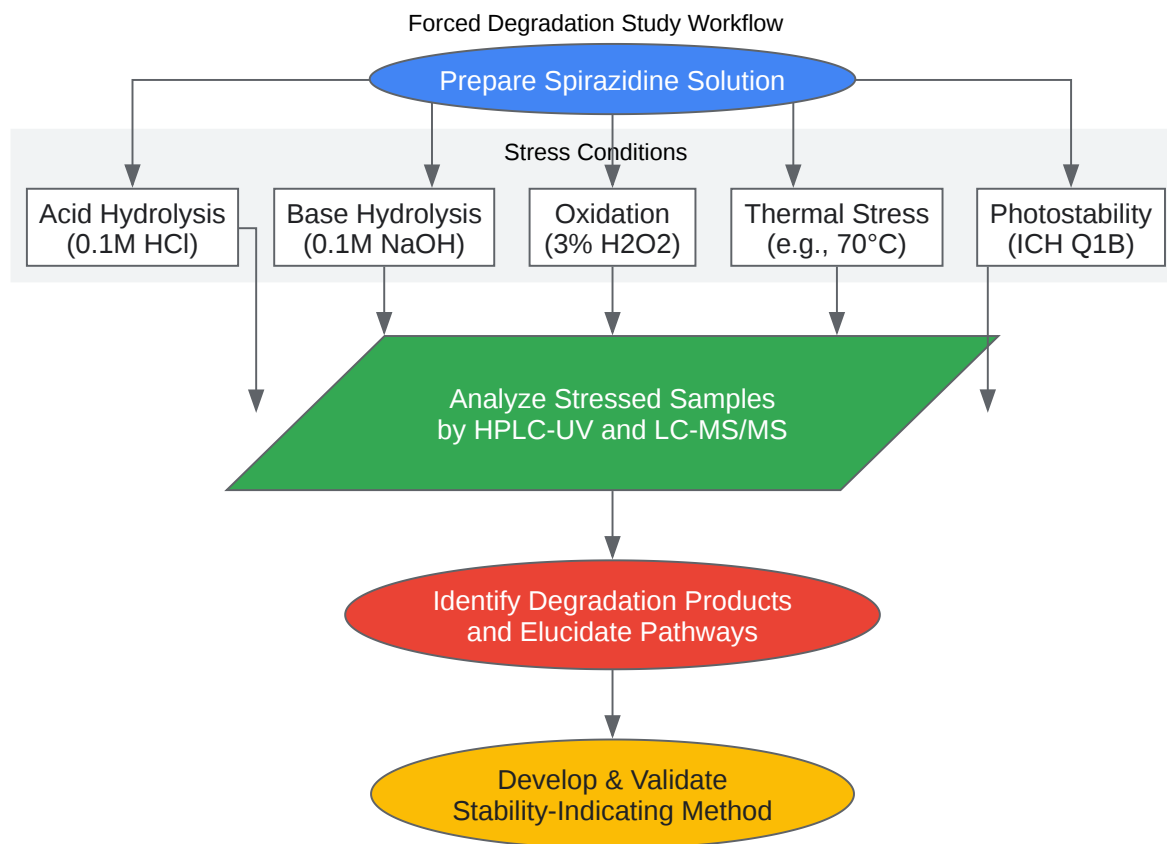 Forced Degradation Study Workflow
Prepare Spirazidine Solution
Stress Conditions
Acid Hydrolysis
(0.1M HCl)
Base Hydrolysis
(0.1M NaOH)
Oxidation
(3% H2O2)
Thermal Stress
(e.g., 70°C)
Photostability
(ICH Q1B)
Analyze Stressed Samples
by HPLC-UV and LC-MS/MS
Identify Degradation Products
and Elucidate Pathways
Develop & Validate
Stability-Indicating Method